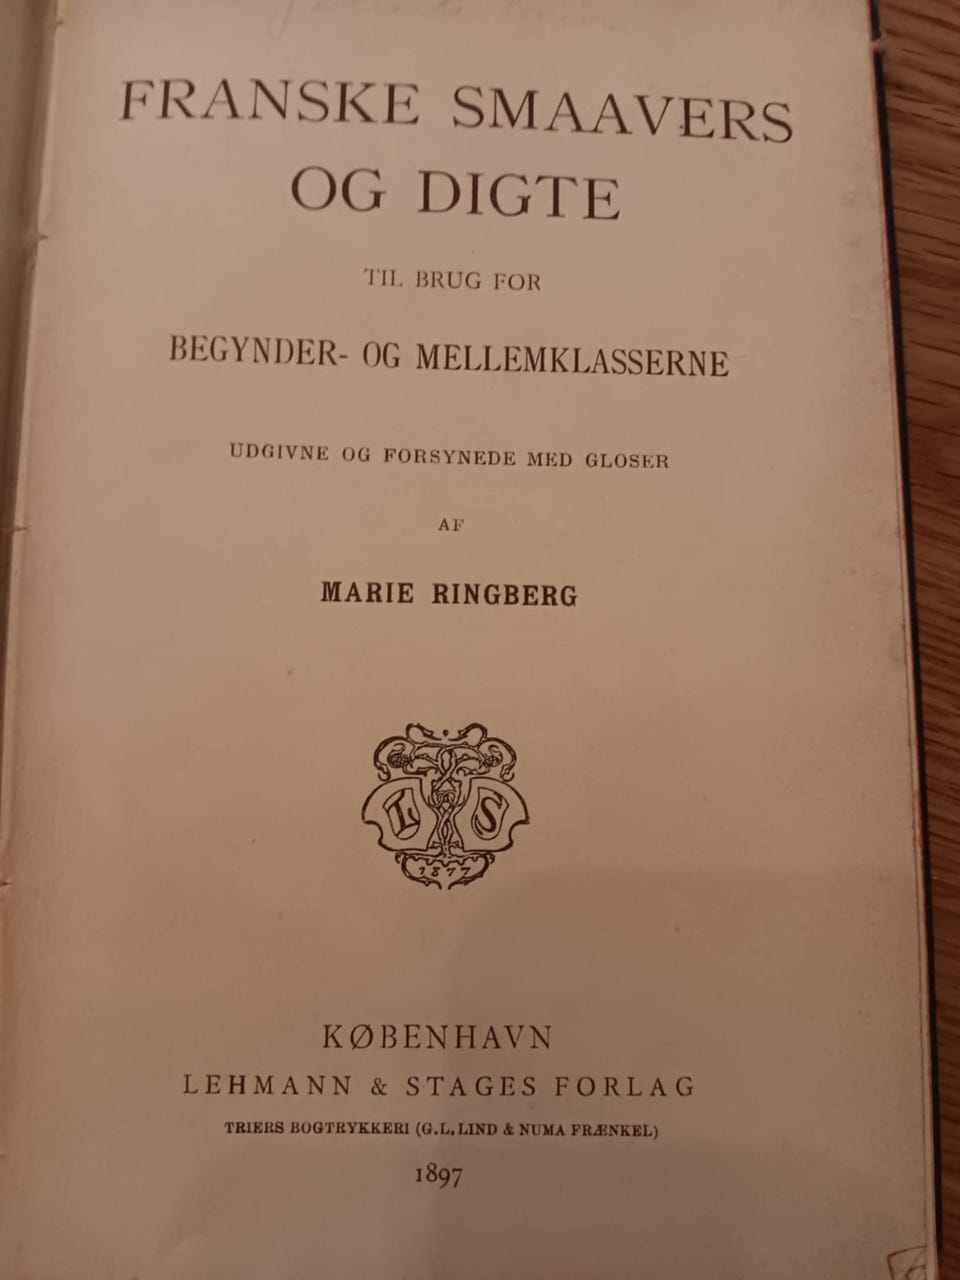 FRANSKE SMAAVERS
OG DIGTE
TIL BRUG FOR
BEGYNDER- OG MELLEMKLASSERNE
UDGIVNE OG FORSYNEDE MED GLOSER
AF
MARIE RINGBERG
L S
1877
KØBENHAVN
LEHMANN & STAGES FORLAG
TRIERS BOGTRYKKERI (G.L. LIND & NUMA FRÆNKEL)
1897